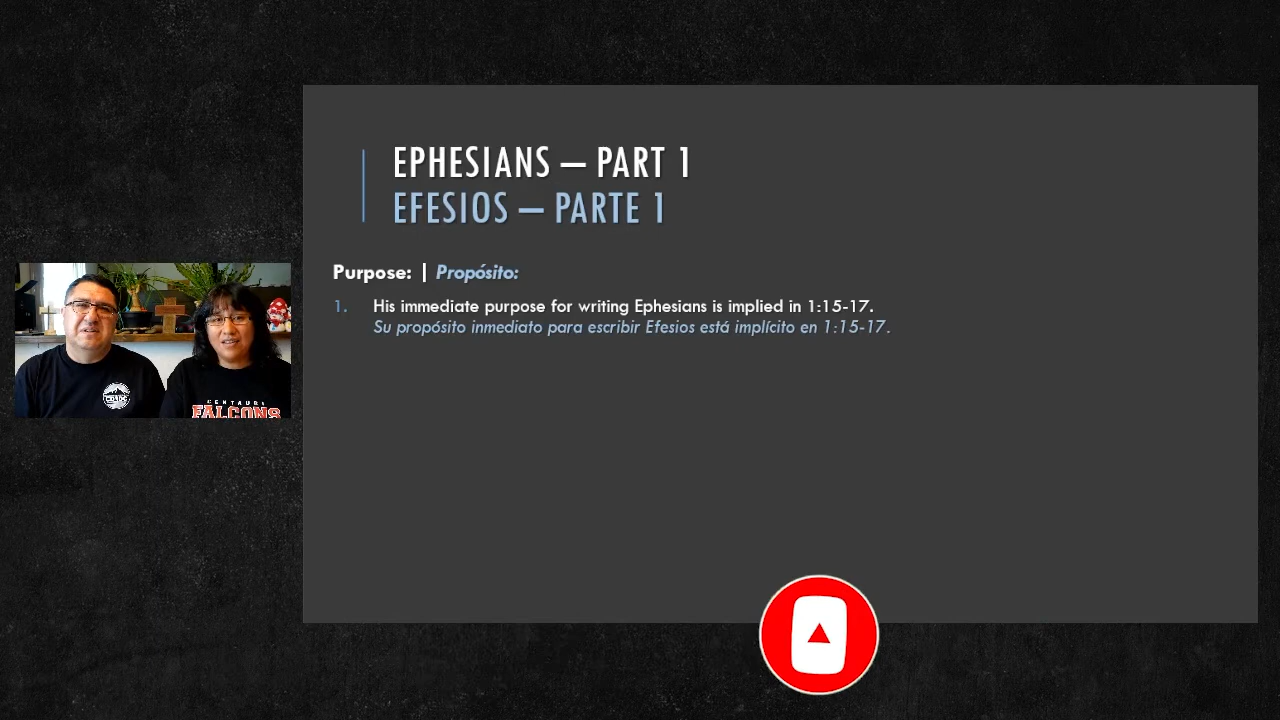 EPHESIANS – PART 1
EFESIOS – PARTE 1
Purpose: | Propósito:
1. His immediate purpose for writing Ephesians is implied in 1:15-17.
Su propósito inmediato para escribir Efesios está implícito en 1:15-17.
CENTAURI
FALCONS